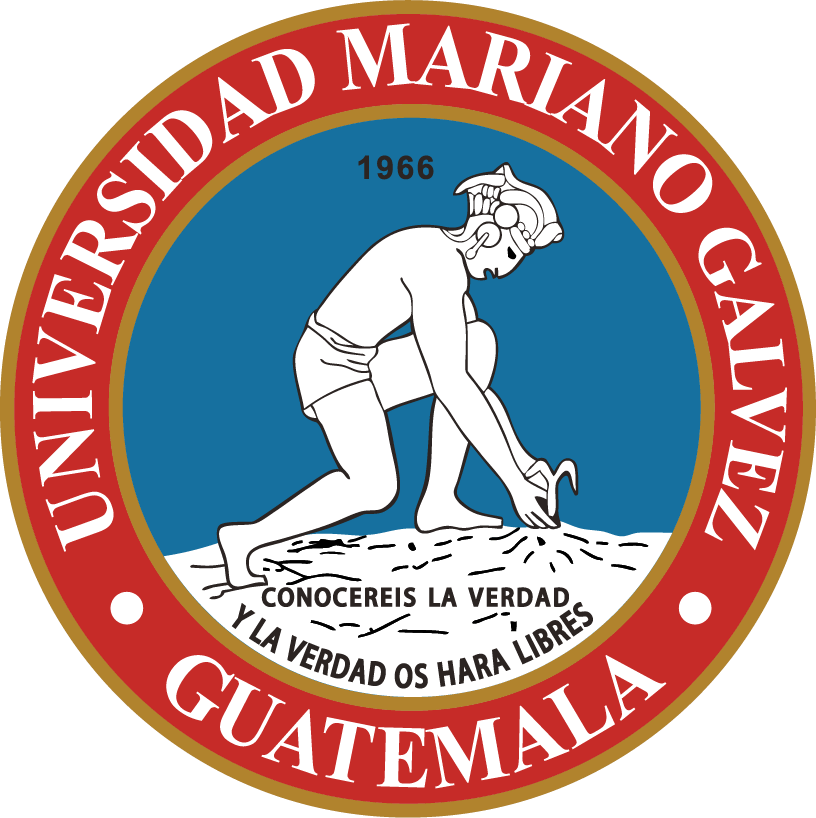 UNIVERSIDAD MARIANO GALVEZ
1966
CONOCEREIS LA VERDAD
Y LA VERDAD OS HARA LIBRES
GUATEMALA